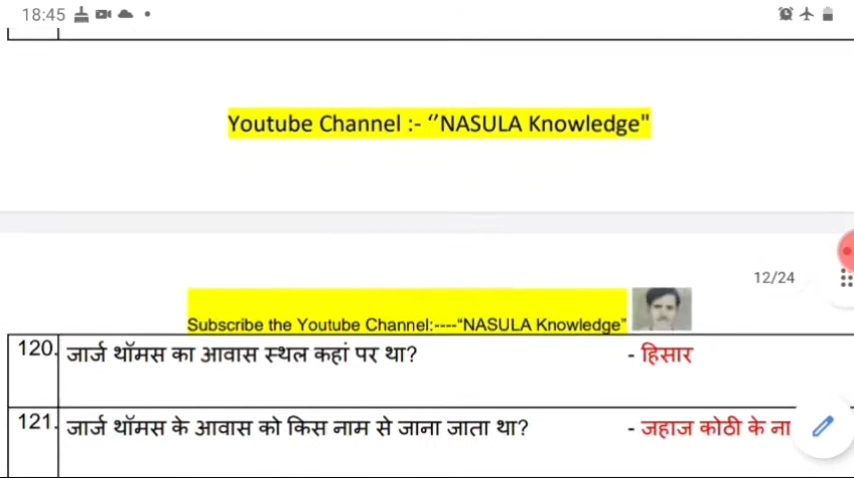 18:45
Youtube Channel :- ‘’NASULA Knowledge"
12/24
Subscribe the Youtube Channel:----“NASULA Knowledge”
120. जार्ज थॉमस का आवास स्थल कहां पर था? - हिसार
121. जार्ज थॉमस के आवास को किस नाम से जाना जाता था? - जहाज कोठी के ना